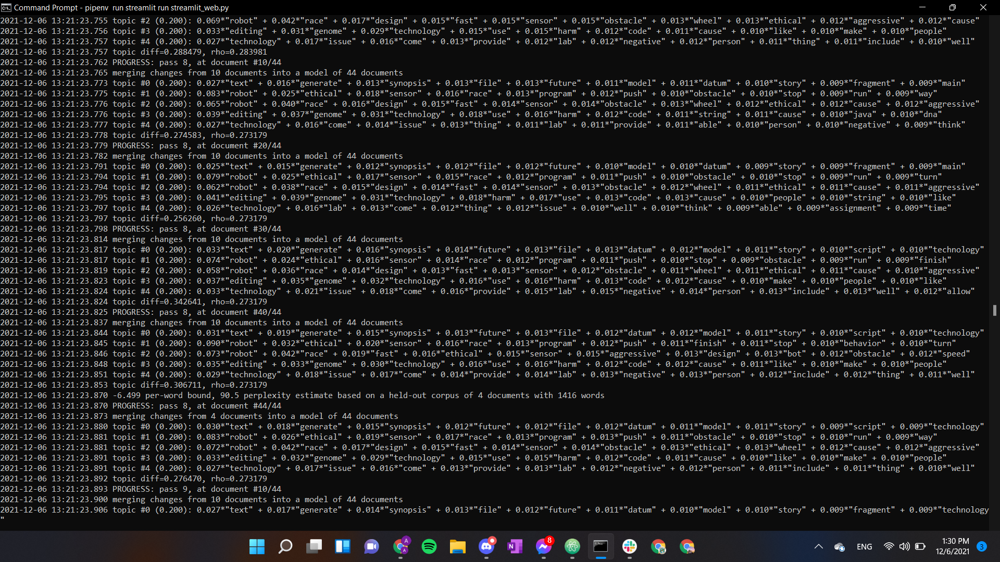 Command Prompt - pipenv  run streamlit run streamlit_web.py
2021-12-06 13:21:23.755 topic #2 (0.200): 0.069*"robot" + 0.042*"race" + 0.017*"design" + 0.015*"fast" + 0.015*"sensor" + 0.015*"obstacle" + 0.013*"wheel" + 0.013*"ethical" + 0.012*"aggressive" + 0.012*"cause"
2021-12-06 13:21:23.756 topic #3 (0.200): 0.033*"editing" + 0.031*"genome" + 0.029*"technology" + 0.015*"use" + 0.015*"harm" + 0.012*"code" + 0.011*"cause" + 0.010*"like" + 0.010*"make" + 0.010*"people"
2021-12-06 13:21:23.757 topic #4 (0.200): 0.027*"technology" + 0.017*"issue" + 0.016*"come" + 0.013*"provide" + 0.012*"lab" + 0.012*"negative" + 0.012*"person" + 0.011*"thing" + 0.011*"include" + 0.010*"well"
2021-12-06 13:21:23.757 topic diff=0.288479, rho=0.283981
2021-12-06 13:21:23.762 PROGRESS: pass 8, at document #10/44
2021-12-06 13:21:23.765 merging changes from 10 documents into a model of 44 documents
2021-12-06 13:21:23.773 topic #0 (0.200): 0.027*"text" + 0.016*"generate" + 0.013*"synopsis" + 0.013*"file" + 0.013*"future" + 0.011*"model" + 0.011*"datum" + 0.010*"story" + 0.009*"fragment" + 0.009*"main"
2021-12-06 13:21:23.775 topic #1 (0.200): 0.083*"robot" + 0.025*"ethical" + 0.018*"sensor" + 0.016*"race" + 0.013*"program" + 0.012*"push" + 0.010*"obstacle" + 0.010*"stop" + 0.009*"run" + 0.009*"way"
2021-12-06 13:21:23.776 topic #2 (0.200): 0.065*"robot" + 0.040*"race" + 0.016*"design" + 0.015*"fast" + 0.014*"sensor" + 0.014*"obstacle" + 0.013*"wheel" + 0.012*"ethical" + 0.012*"cause" + 0.012*"aggressive"
2021-12-06 13:21:23.776 topic #3 (0.200): 0.039*"editing" + 0.037*"genome" + 0.031*"technology" + 0.018*"use" + 0.016*"harm" + 0.012*"code" + 0.011*"string" + 0.011*"cause" + 0.010*"java" + 0.010*"dna"
2021-12-06 13:21:23.777 topic #4 (0.200): 0.027*"technology" + 0.016*"come" + 0.014*"issue" + 0.013*"thing" + 0.011*"lab" + 0.011*"provide" + 0.011*"able" + 0.010*"person" + 0.010*"negative" + 0.009*"think"
2021-12-06 13:21:23.778 topic diff=0.274583, rho=0.273179
2021-12-06 13:21:23.779 PROGRESS: pass 8, at document #20/44
2021-12-06 13:21:23.782 merging changes from 10 documents into a model of 44 documents
2021-12-06 13:21:23.791 topic #0 (0.200): 0.025*"text" + 0.015*"generate" + 0.012*"synopsis" + 0.012*"file" + 0.012*"future" + 0.010*"model" + 0.010*"datum" + 0.009*"story" + 0.009*"fragment" + 0.009*"main"
2021-12-06 13:21:23.794 topic #1 (0.200): 0.079*"robot" + 0.025*"ethical" + 0.017*"sensor" + 0.015*"race" + 0.012*"program" + 0.011*"push" + 0.010*"obstacle" + 0.010*"stop" + 0.009*"run" + 0.009*"turn"
2021-12-06 13:21:23.794 topic #2 (0.200): 0.062*"robot" + 0.038*"race" + 0.015*"design" + 0.014*"fast" + 0.014*"sensor" + 0.013*"obstacle" + 0.012*"wheel" + 0.011*"ethical" + 0.011*"cause" + 0.011*"aggressive"
2021-12-06 13:21:23.795 topic #3 (0.200): 0.041*"editing" + 0.039*"genome" + 0.031*"technology" + 0.018*"harm" + 0.017*"use" + 0.013*"code" + 0.013*"cause" + 0.010*"people" + 0.010*"string" + 0.010*"like"
2021-12-06 13:21:23.797 topic #4 (0.200): 0.026*"technology" + 0.016*"lab" + 0.013*"come" + 0.012*"thing" + 0.012*"issue" + 0.010*"well" + 0.010*"think" + 0.009*"able" + 0.009*"assignment" + 0.009*"time"
2021-12-06 13:21:23.797 topic diff=0.256260, rho=0.273179
2021-12-06 13:21:23.798 PROGRESS: pass 8, at document #30/44
2021-12-06 13:21:23.814 merging changes from 10 documents into a model of 44 documents
2021-12-06 13:21:23.817 topic #0 (0.200): 0.033*"text" + 0.020*"generate" + 0.016*"synopsis" + 0.014*"future" + 0.013*"file" + 0.013*"datum" + 0.012*"model" + 0.011*"story" + 0.010*"script" + 0.010*"technology"
2021-12-06 13:21:23.817 topic #1 (0.200): 0.074*"robot" + 0.024*"ethical" + 0.016*"sensor" + 0.014*"race" + 0.012*"program" + 0.011*"push" + 0.010*"stop" + 0.009*"obstacle" + 0.009*"run" + 0.009*"finish"
2021-12-06 13:21:23.819 topic #2 (0.200): 0.058*"robot" + 0.036*"race" + 0.014*"design" + 0.013*"fast" + 0.013*"sensor" + 0.012*"obstacle" + 0.011*"wheel" + 0.011*"ethical" + 0.011*"cause" + 0.010*"aggressive"
2021-12-06 13:21:23.823 topic #3 (0.200): 0.037*"editing" + 0.035*"genome" + 0.032*"technology" + 0.016*"use" + 0.016*"harm" + 0.013*"code" + 0.012*"cause" + 0.010*"make" + 0.010*"people" + 0.010*"like"
2021-12-06 13:21:23.824 topic #4 (0.200): 0.033*"technology" + 0.021*"issue" + 0.018*"come" + 0.016*"provide" + 0.015*"lab" + 0.015*"negative" + 0.014*"person" + 0.013*"include" + 0.013*"well" + 0.012*"allow"
2021-12-06 13:21:23.824 topic diff=0.342641, rho=0.273179
2021-12-06 13:21:23.825 PROGRESS: pass 8, at document #40/44
2021-12-06 13:21:23.837 merging changes from 10 documents into a model of 44 documents
2021-12-06 13:21:23.844 topic #0 (0.200): 0.031*"text" + 0.019*"generate" + 0.015*"synopsis" + 0.013*"future" + 0.013*"file" + 0.012*"datum" + 0.012*"model" + 0.011*"story" + 0.010*"script" + 0.010*"technology"
2021-12-06 13:21:23.845 topic #1 (0.200): 0.090*"robot" + 0.032*"ethical" + 0.020*"sensor" + 0.016*"race" + 0.013*"program" + 0.012*"push" + 0.011*"finish" + 0.011*"stop" + 0.010*"behavior" + 0.010*"turn"
2021-12-06 13:21:23.846 topic #2 (0.200): 0.073*"robot" + 0.042*"race" + 0.019*"fast" + 0.016*"ethical" + 0.015*"sensor" + 0.015*"aggressive" + 0.013*"design" + 0.013*"bot" + 0.012*"obstacle" + 0.012*"speed"
2021-12-06 13:21:23.848 topic #3 (0.200): 0.035*"editing" + 0.033*"genome" + 0.030*"technology" + 0.016*"use" + 0.016*"harm" + 0.012*"code" + 0.012*"cause" + 0.011*"like" + 0.010*"make" + 0.010*"people"
2021-12-06 13:21:23.851 topic #4 (0.200): 0.029*"technology" + 0.018*"issue" + 0.017*"come" + 0.014*"provide" + 0.014*"lab" + 0.013*"negative" + 0.013*"person" + 0.012*"include" + 0.012*"thing" + 0.011*"well"
2021-12-06 13:21:23.853 topic diff=0.306711, rho=0.273179
2021-12-06 13:21:23.870 -6.499 per-word bound, 90.5 perplexity estimate based on a held-out corpus of 4 documents with 1416 words
2021-12-06 13:21:23.870 PROGRESS: pass 8, at document #44/44
2021-12-06 13:21:23.873 merging changes from 4 documents into a model of 44 documents
2021-12-06 13:21:23.880 topic #0 (0.200): 0.030*"text" + 0.018*"generate" + 0.015*"synopsis" + 0.012*"future" + 0.012*"file" + 0.012*"datum" + 0.011*"model" + 0.011*"story" + 0.009*"script" + 0.009*"technology"
2021-12-06 13:21:23.881 topic #1 (0.200): 0.083*"robot" + 0.026*"ethical" + 0.019*"sensor" + 0.017*"race" + 0.013*"program" + 0.013*"push" + 0.011*"obstacle" + 0.010*"stop" + 0.010*"run" + 0.009*"way"
2021-12-06 13:21:23.881 topic #2 (0.200): 0.072*"robot" + 0.042*"race" + 0.017*"design" + 0.015*"fast" + 0.014*"sensor" + 0.014*"obstacle" + 0.013*"ethical" + 0.013*"wheel" + 0.012*"cause" + 0.012*"aggressive"
2021-12-06 13:21:23.891 topic #3 (0.200): 0.033*"editing" + 0.032*"genome" + 0.029*"technology" + 0.015*"use" + 0.015*"harm" + 0.012*"code" + 0.011*"cause" + 0.010*"like" + 0.010*"make" + 0.010*"people"
2021-12-06 13:21:23.891 topic #4 (0.200): 0.027*"technology" + 0.017*"issue" + 0.016*"come" + 0.013*"provide" + 0.013*"lab" + 0.012*"negative" + 0.012*"person" + 0.011*"include" + 0.011*"thing" + 0.010*"well"
2021-12-06 13:21:23.892 topic diff=0.276470, rho=0.273179
2021-12-06 13:21:23.893 PROGRESS: pass 9, at document #10/44
2021-12-06 13:21:23.900 merging changes from 10 documents into a model of 44 documents
2021-12-06 13:21:23.906 topic #0 (0.200): 0.027*"text" + 0.017*"generate" + 0.014*"synopsis" + 0.013*"file" + 0.012*"future" + 0.011*"datum" + 0.010*"model" + 0.010*"story" + 0.009*"fragment" + 0.009*"technology
"
8
ENG
1:30 PM
12/6/2021
3